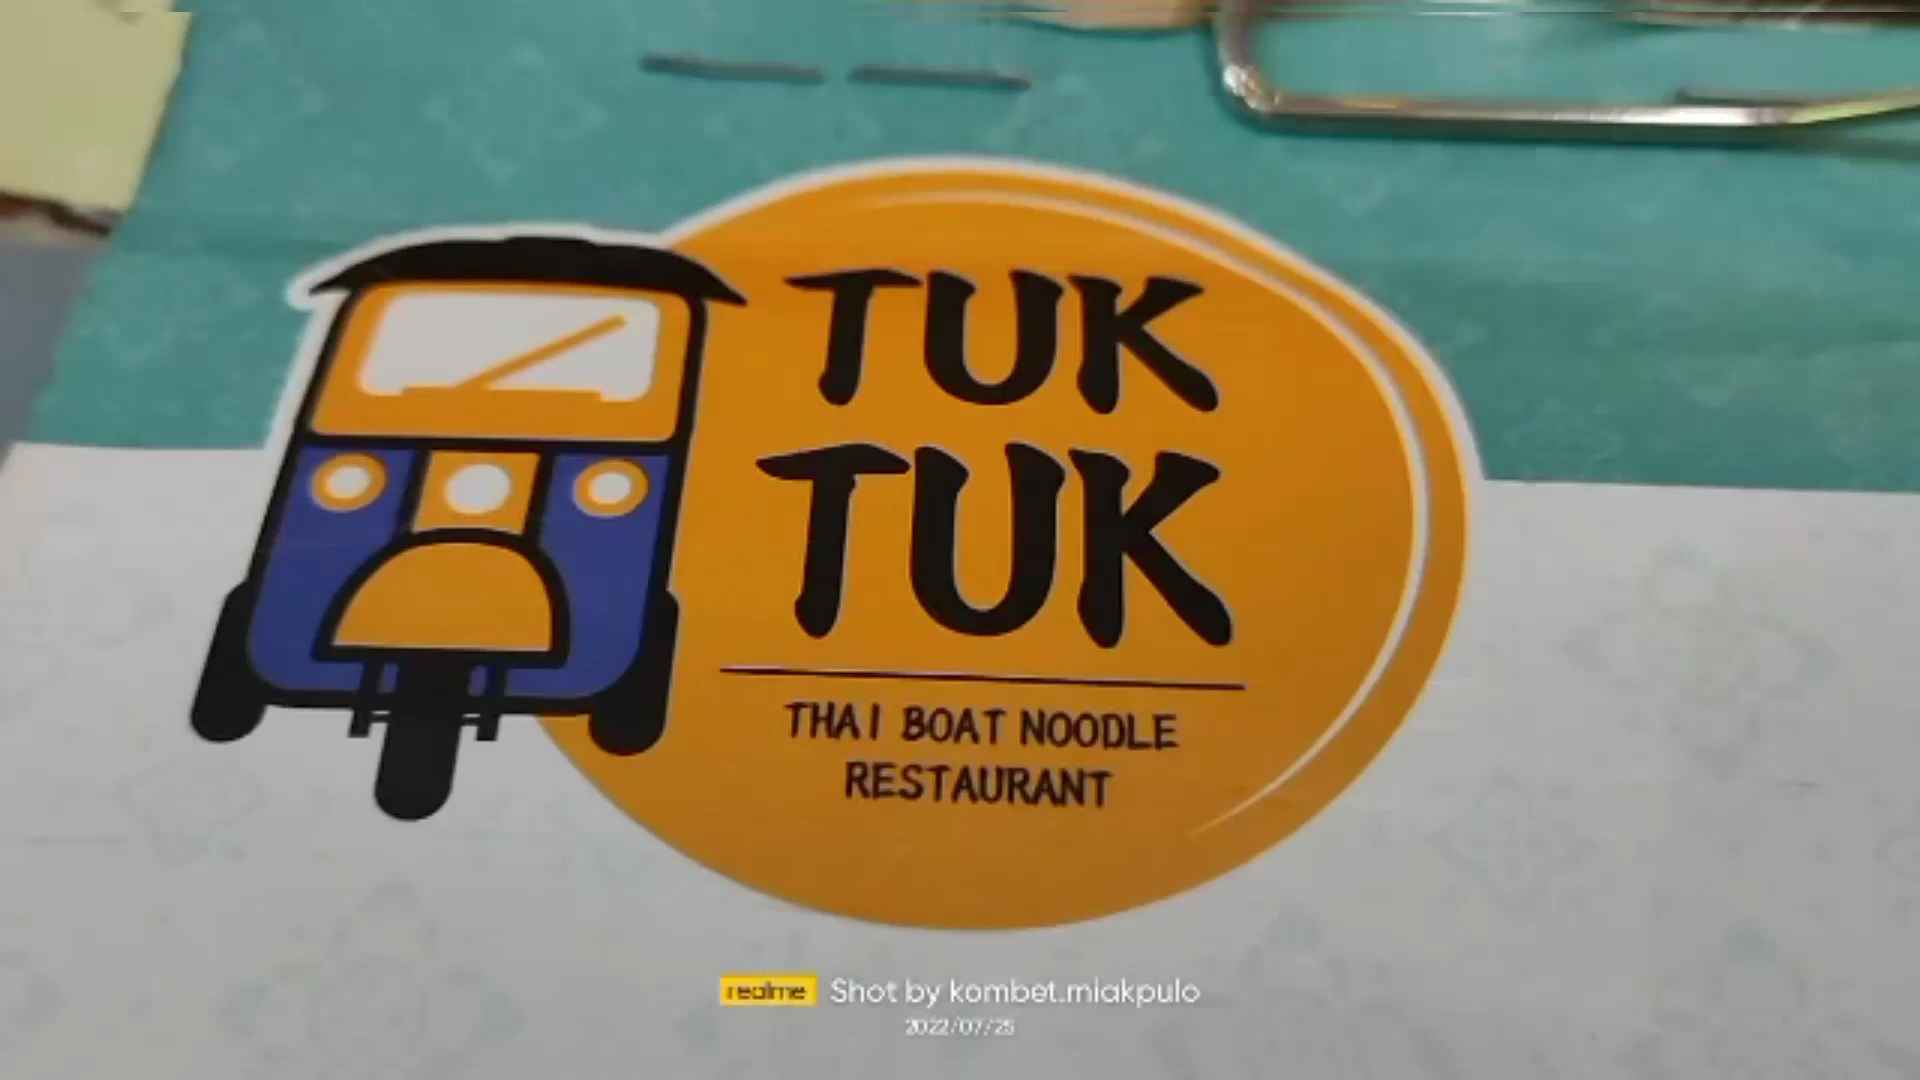 TUK
TUK
THAI BOAT NOODLE
RESTAURANT
realme Shot by kombet.miakpulo
2022/07/25